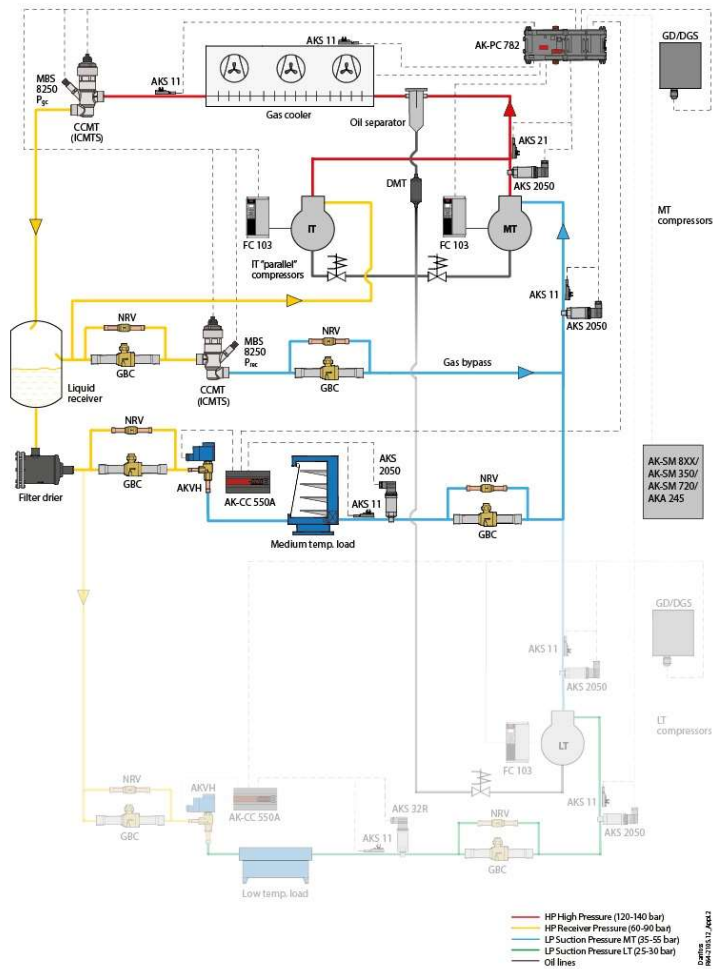 AKS 11
AK-PC 782
GD/DGS
MBS
8250
Pgc
AKS 11
CCMT
(ICMTS)
Gas cooler
Oil separator
AKS 21
DMT
AKS 2050
FC 103
IT
FC 103
MT
MT
compressors
IT "parallel"
compressors
AKS 11
AKS 2050
NRV
MBS
8250
Prec
NRV
GBC
Gas bypass
Liquid
receiver
CCMT
(ICMTS)
GBC
NRV
AKS
2050
AK-SM 8XX/
AK-SM 350/
AK-SM 720/
AKA 245
NRV
GBC
AKVH
AKS 11
Filter drier
AK-CC 550A
GBC
Medium temp. load
GD/DGS
AKS 11
AKS 2050
LT
compressors
LT
FC 103
NRV
AKVH
AKS 11
AKS 32R
NRV
AKS 2050
AK-CC 550A
GBC
AKS 11
GBC
Low temp. load
HP High Pressure (120-140 bar)
HP Receiver Pressure (60-90 bar)
LP Suction Pressure MT (35-55 bar)
LP Suction Pressure LT (25-30 bar)
Oil lines
Danfoss